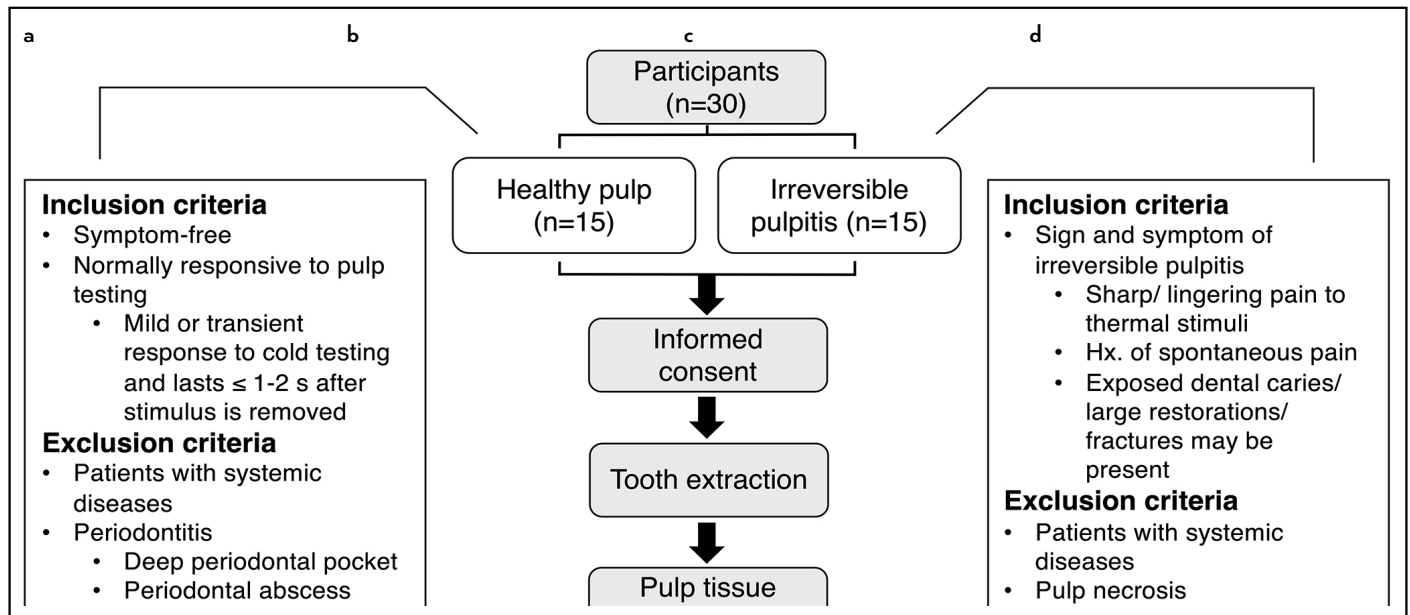 a b c d
Participants
(n=30)
Healthy pulp
(n=15)
Irreversible
pulpitis (n=15)
Informed
consent
Tooth extraction
Pulp tissue
Inclusion criteria
• Symptom-free
• Normally responsive to pulp
testing
• Mild or transient
response to cold testing
and lasts ≤ 1-2 s after
stimulus is removed
Exclusion criteria
• Patients with systemic
diseases
• Periodontitis
• Deep periodontal pocket
• Periodontal abscess
Inclusion criteria
• Sign and symptom of
irreversible pulpitis
• Sharp/ lingering pain to
thermal stimuli
• Hx. of spontaneous pain
• Exposed dental caries/
large restorations/
fractures may be
present
Exclusion criteria
• Patients with systemic
diseases
• Pulp necrosis